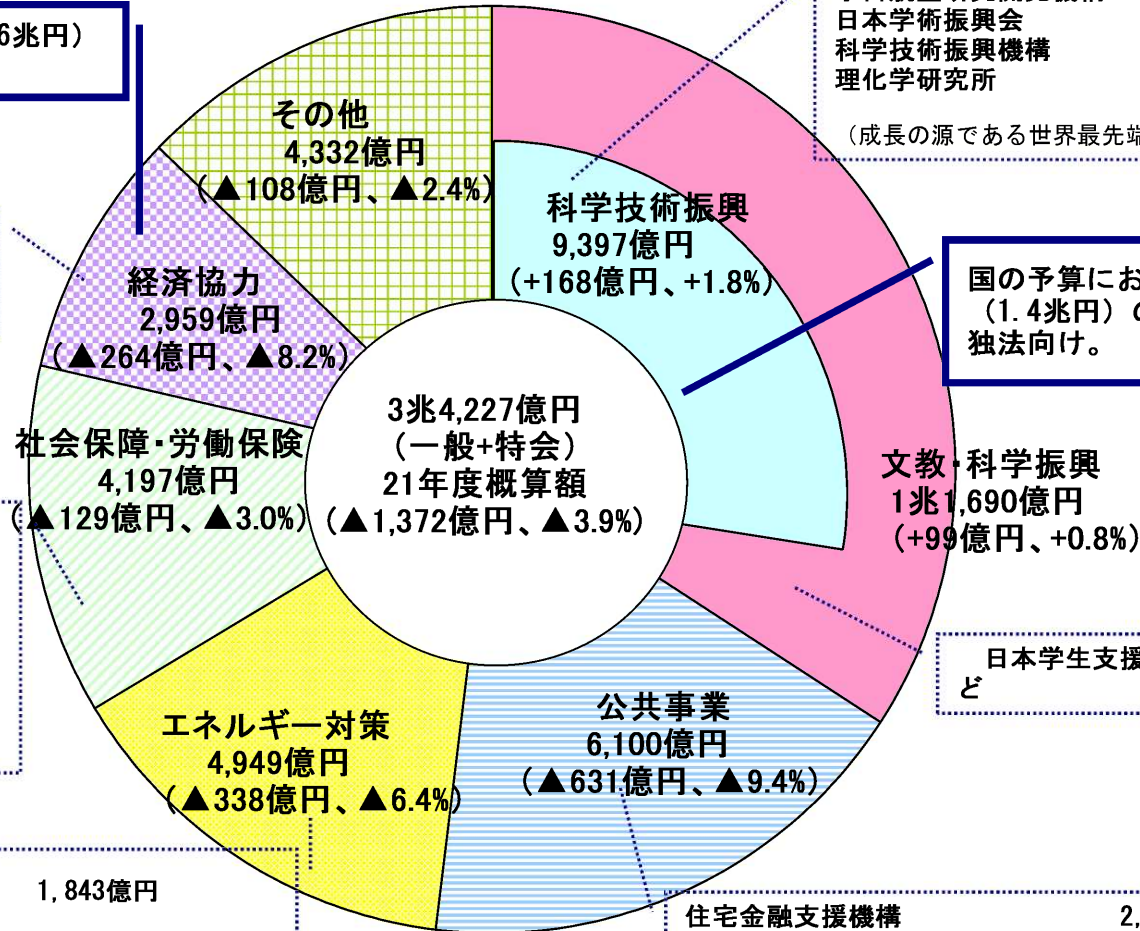 6兆円）
日本学術振興会
科学技術振興機構
理化学研究所
（成長の源である世界最先端
その他
4,332億円
（▲108億円、▲2.4%）
科学技術振興
9,397億円
（+168億円、+1.8%）
経済協力
2,959億円
（▲264億円、▲8.2%）
国の予算にお
（1.4兆円）の
独法向け。
3兆4,227億円
（一般+特会）
21年度概算額
（▲1,372億円、▲3.9%）
社会保障・労働保険
4,197億円
（▲129億円、▲3.0%）
文教・科学振興
1兆1,690億円
（+99億円、+0.8%）
日本学生支援
ど
エネルギー対策
4,949億円
（▲338億円、▲6.4%）
公共事業
6,100億円
（▲631億円、▲9.4%）
1,843億円
住宅金融支援機構 2,